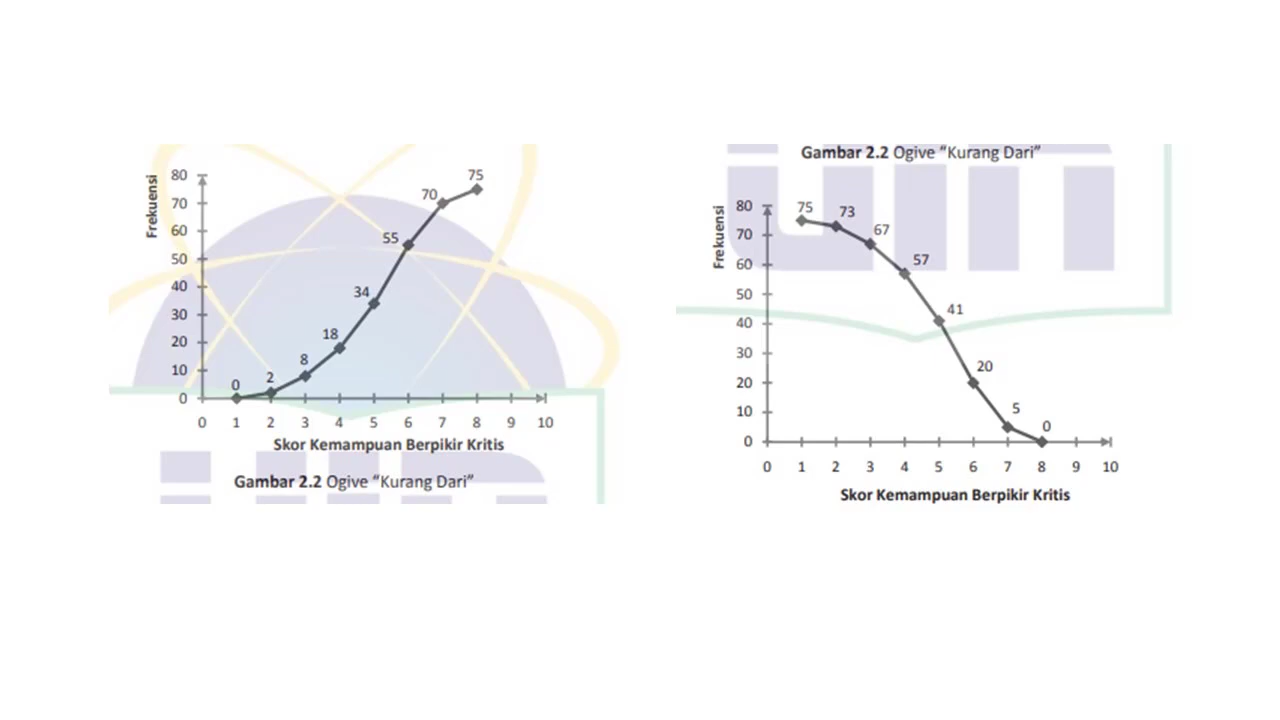 Frekuensi
80
70
60
50
40
30
20
10
0
0 2 8 18 34 55 70 75
0 1 2 3 4 5 6 7 8 9 10
Skor Kemampuan Berpikir Kritis
Gambar 2.2 Ogive “Kurang Dari”
Gambar 2.2 Ogive “Kurang Dari”
Frekuensi
80
70
60
50
40
30
20
10
0
75 73 67 57 41 20 5 0
0 1 2 3 4 5 6 7 8 9 10
Skor Kemampuan Berpikir Kritis